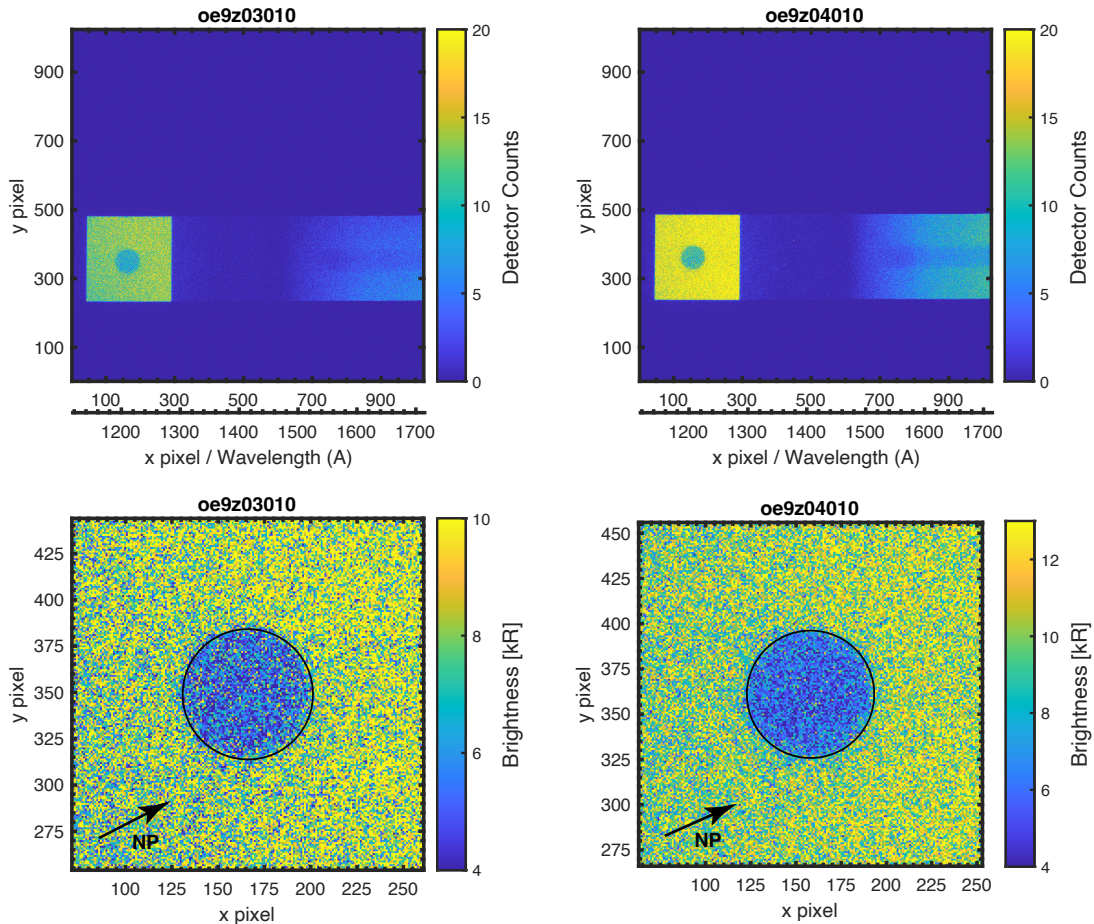 oe9z03010
900
700
500
300
100
y pixel
20
15
10
5
0
Detector Counts
100 300 500 700 900
1200 1300 1400 1500 1600 1700
x pixel / Wavelength (A)
oe9z04010
900
700
500
300
100
y pixel
20
15
10
5
0
Detector Counts
100 300 500 700 900
1200 1300 1400 1500 1600 1700
x pixel / Wavelength (A)
oe9z03010
425
400
375
350
325
300
275
y pixel
NP
10
8
6
4
Brightness [kR]
100 125 150 175 200 225 250
x pixel
oe9z04010
450
425
400
375
350
325
300
275
y pixel
NP
12
10
8
6
4
Brightness [kR]
100 125 150 175 200 225 250
x pixel